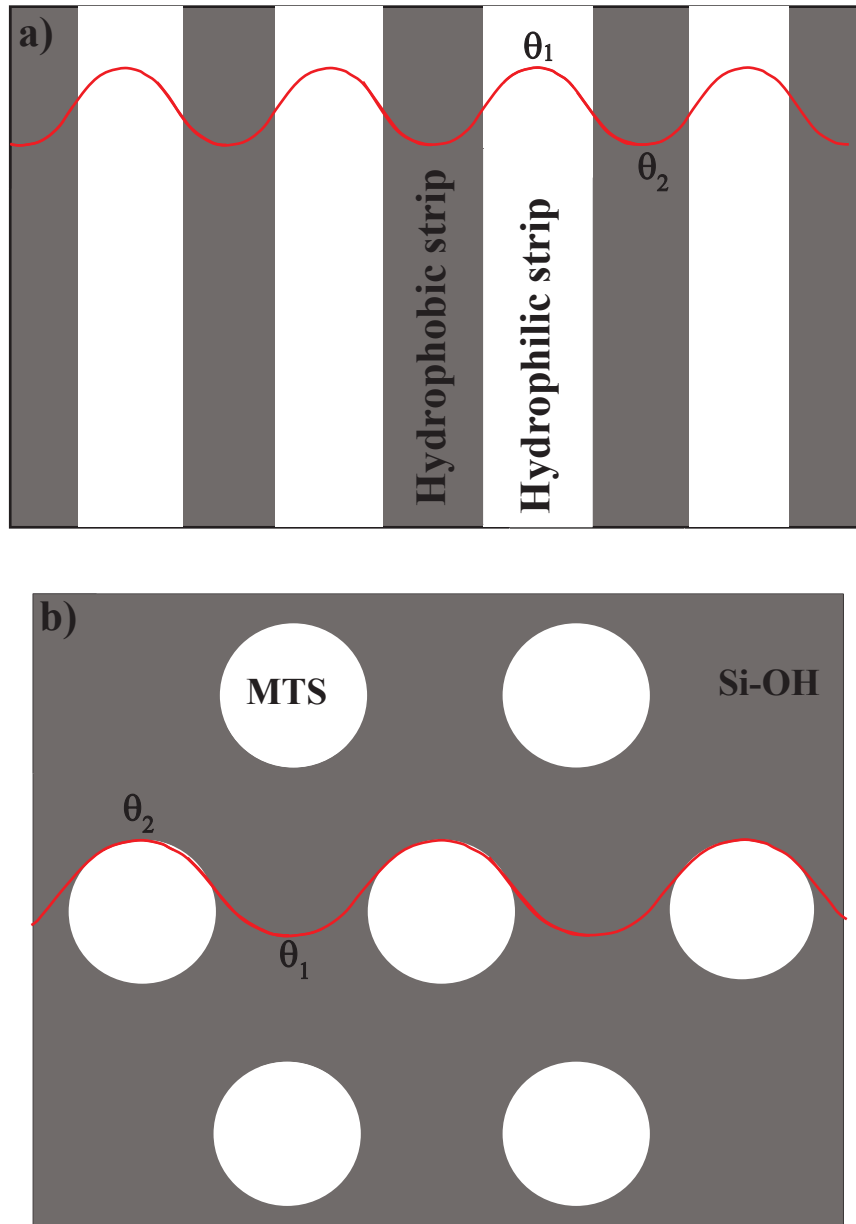 a)
θ₁
θ₂
Hydrophobic strip
Hydrophilic strip
b)
MTS
Si-OH
θ₂
θ₁